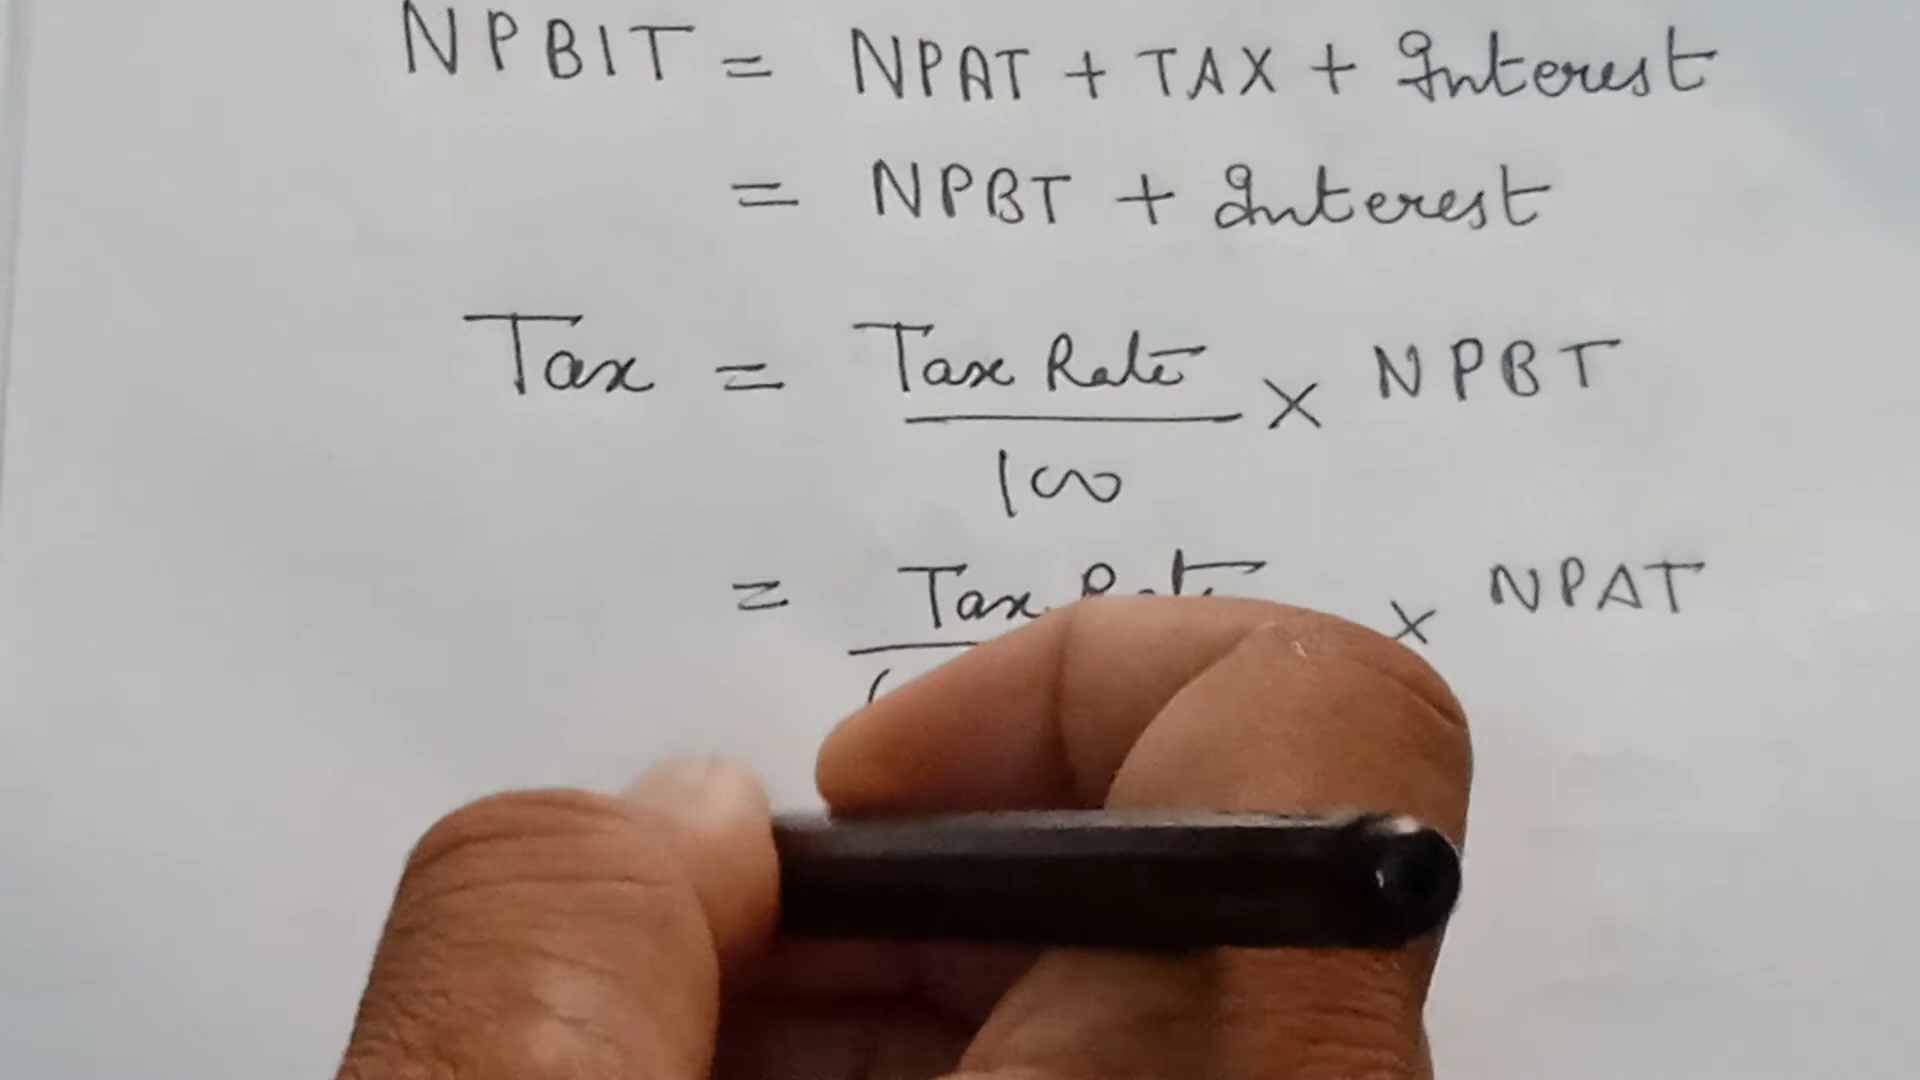 NPBIT = NPAT + TAX + Interest
= NPBT + Interest
Tax = Tax Rate × NPBT
100
= Tax × NPAT
(